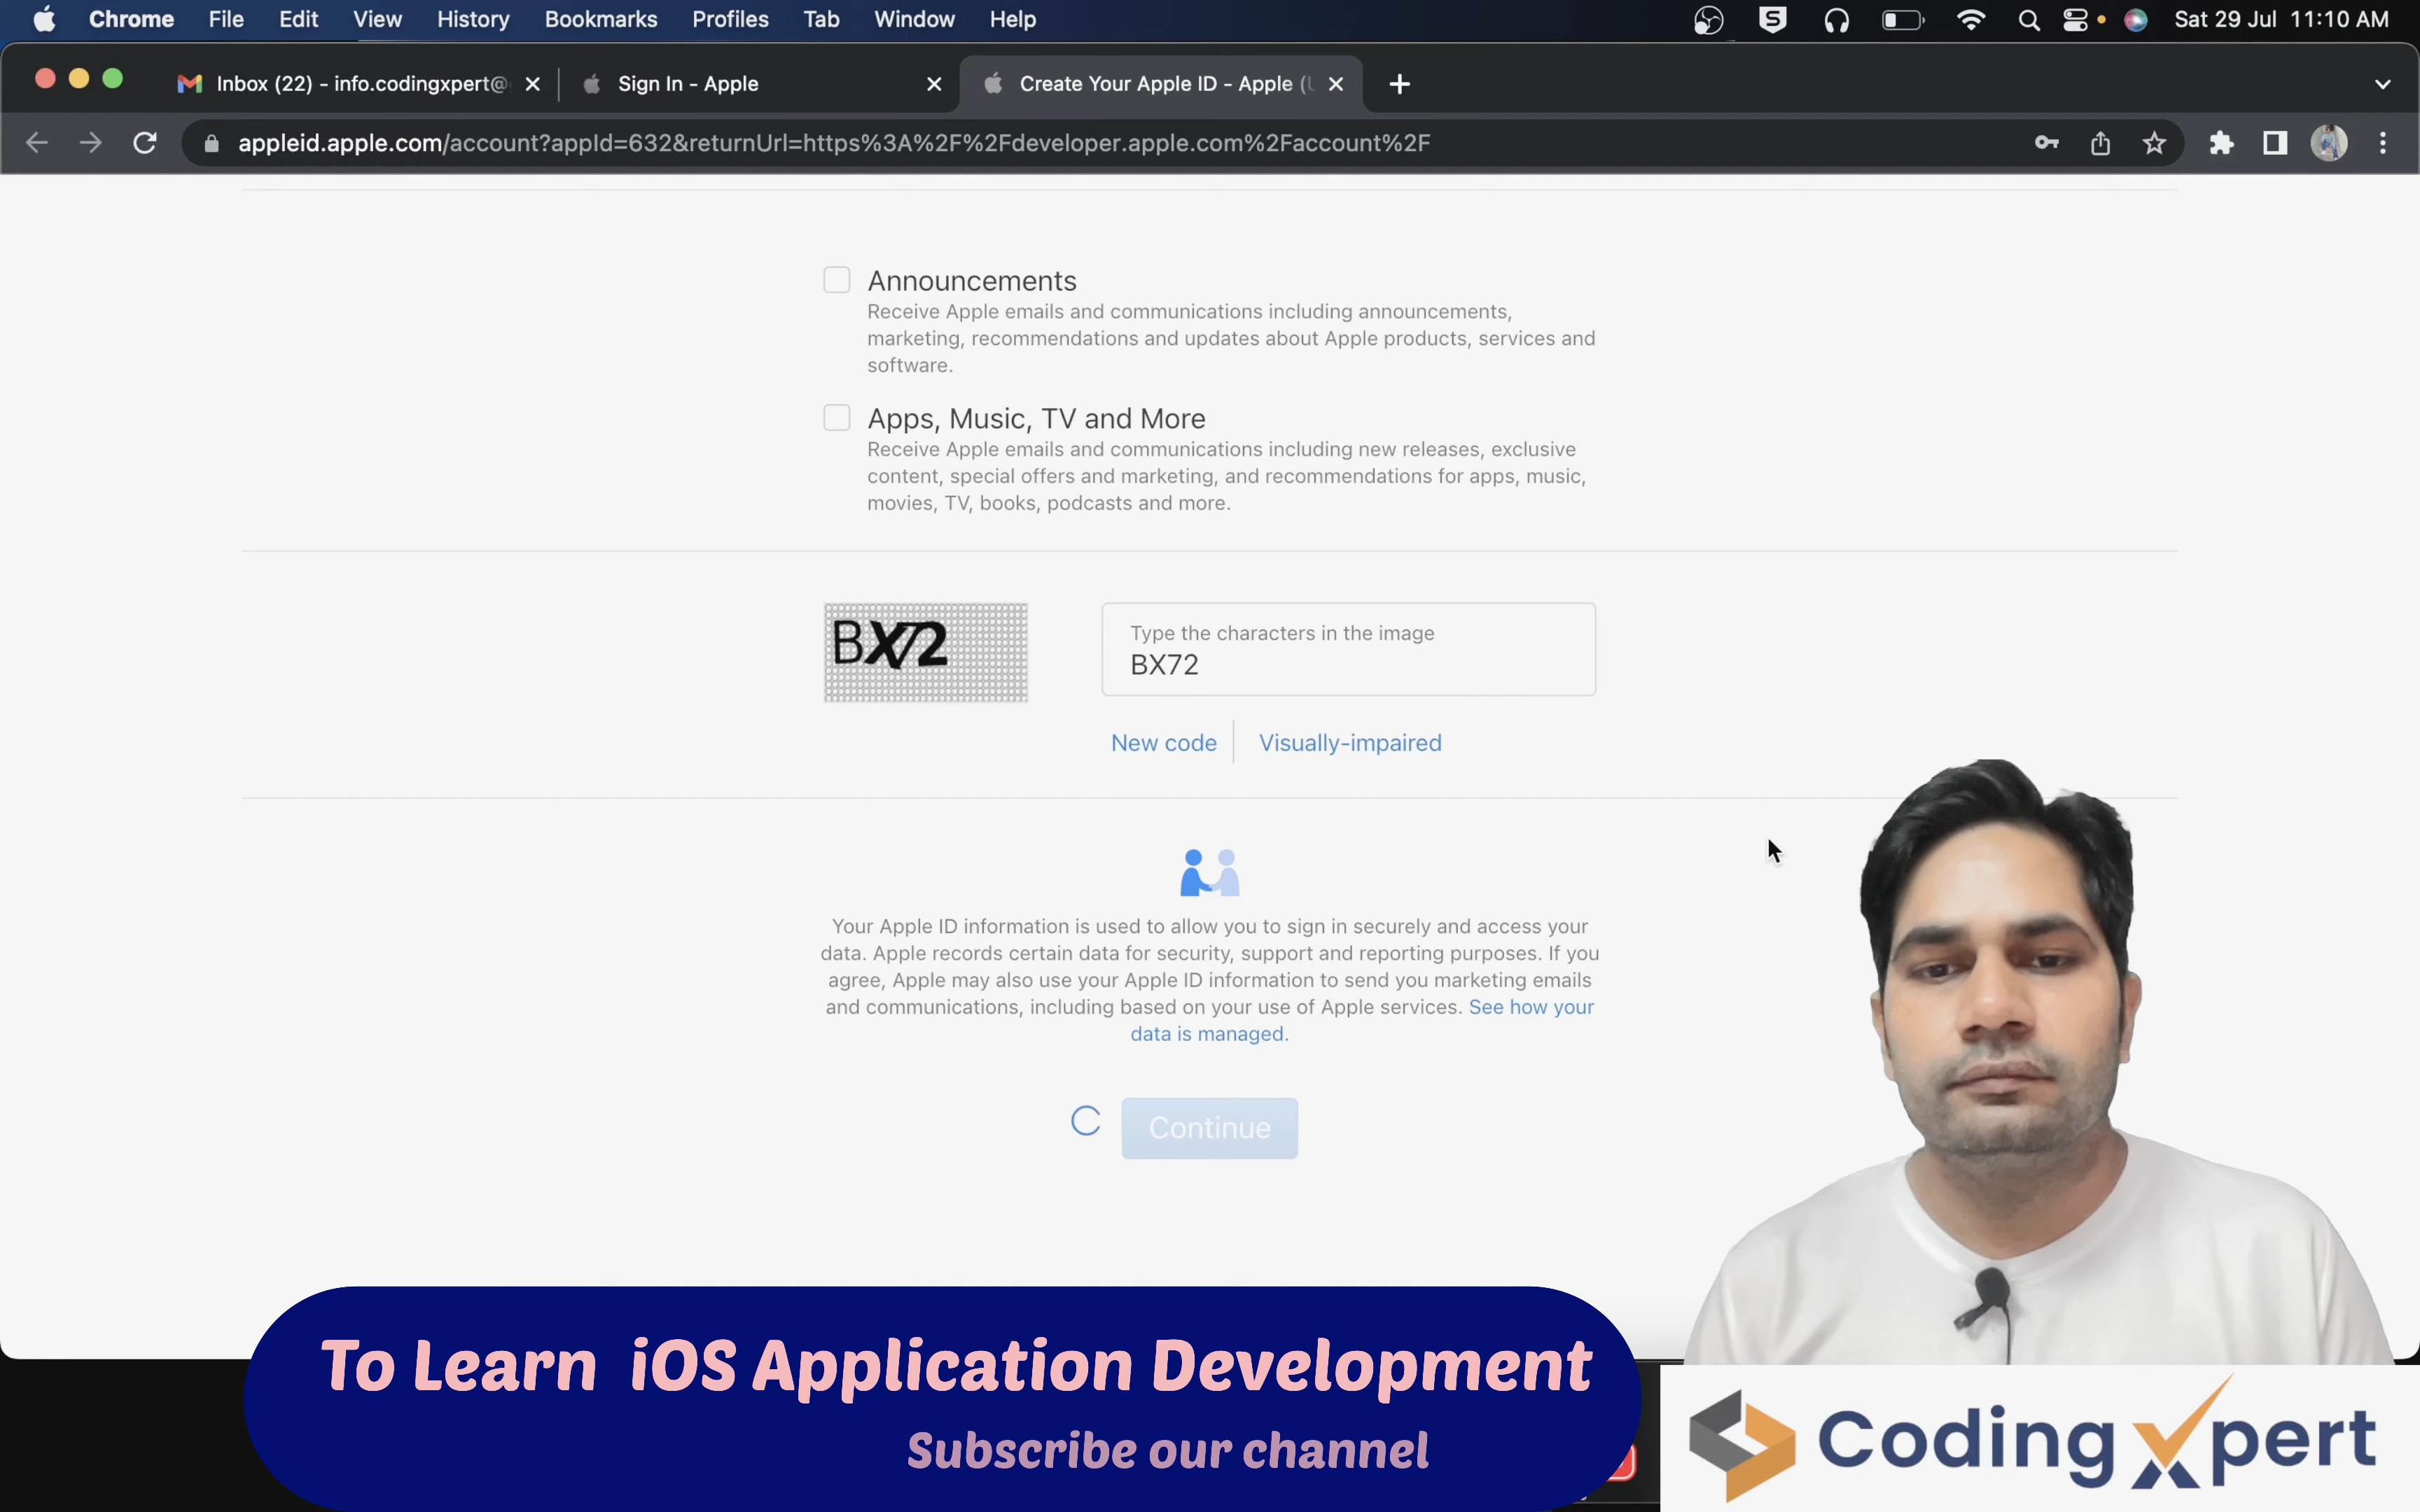 Chrome File Edit View History Bookmarks Profiles Tab Window Help
S
Sat 29 Jul 11:10 AM
Inbox (22) - info.codingxpert@
Sign In - Apple
Create Your Apple ID - Apple (
appleid.apple.com/account?appId=632&returnUrl=https%3A%2F%2Fdeveloper.apple.com%2Faccount%2F
Announcements
Receive Apple emails and communications including announcements,
marketing, recommendations and updates about Apple products, services and
software.
Apps, Music, TV and More
Receive Apple emails and communications including new releases, exclusive
content, special offers and marketing, and recommendations for apps, music,
movies, TV, books, podcasts and more.
BX72
Type the characters in the image
BX72
New code
Visually-impaired
Your Apple ID information is used to allow you to sign in securely and access your
data. Apple records certain data for security, support and reporting purposes. If you
agree, Apple may also use your Apple ID information to send you marketing emails
and communications, including based on your use of Apple services. See how your
data is managed.
Continue
To Learn iOS Application Development
Subscribe our channel
CodingXpert